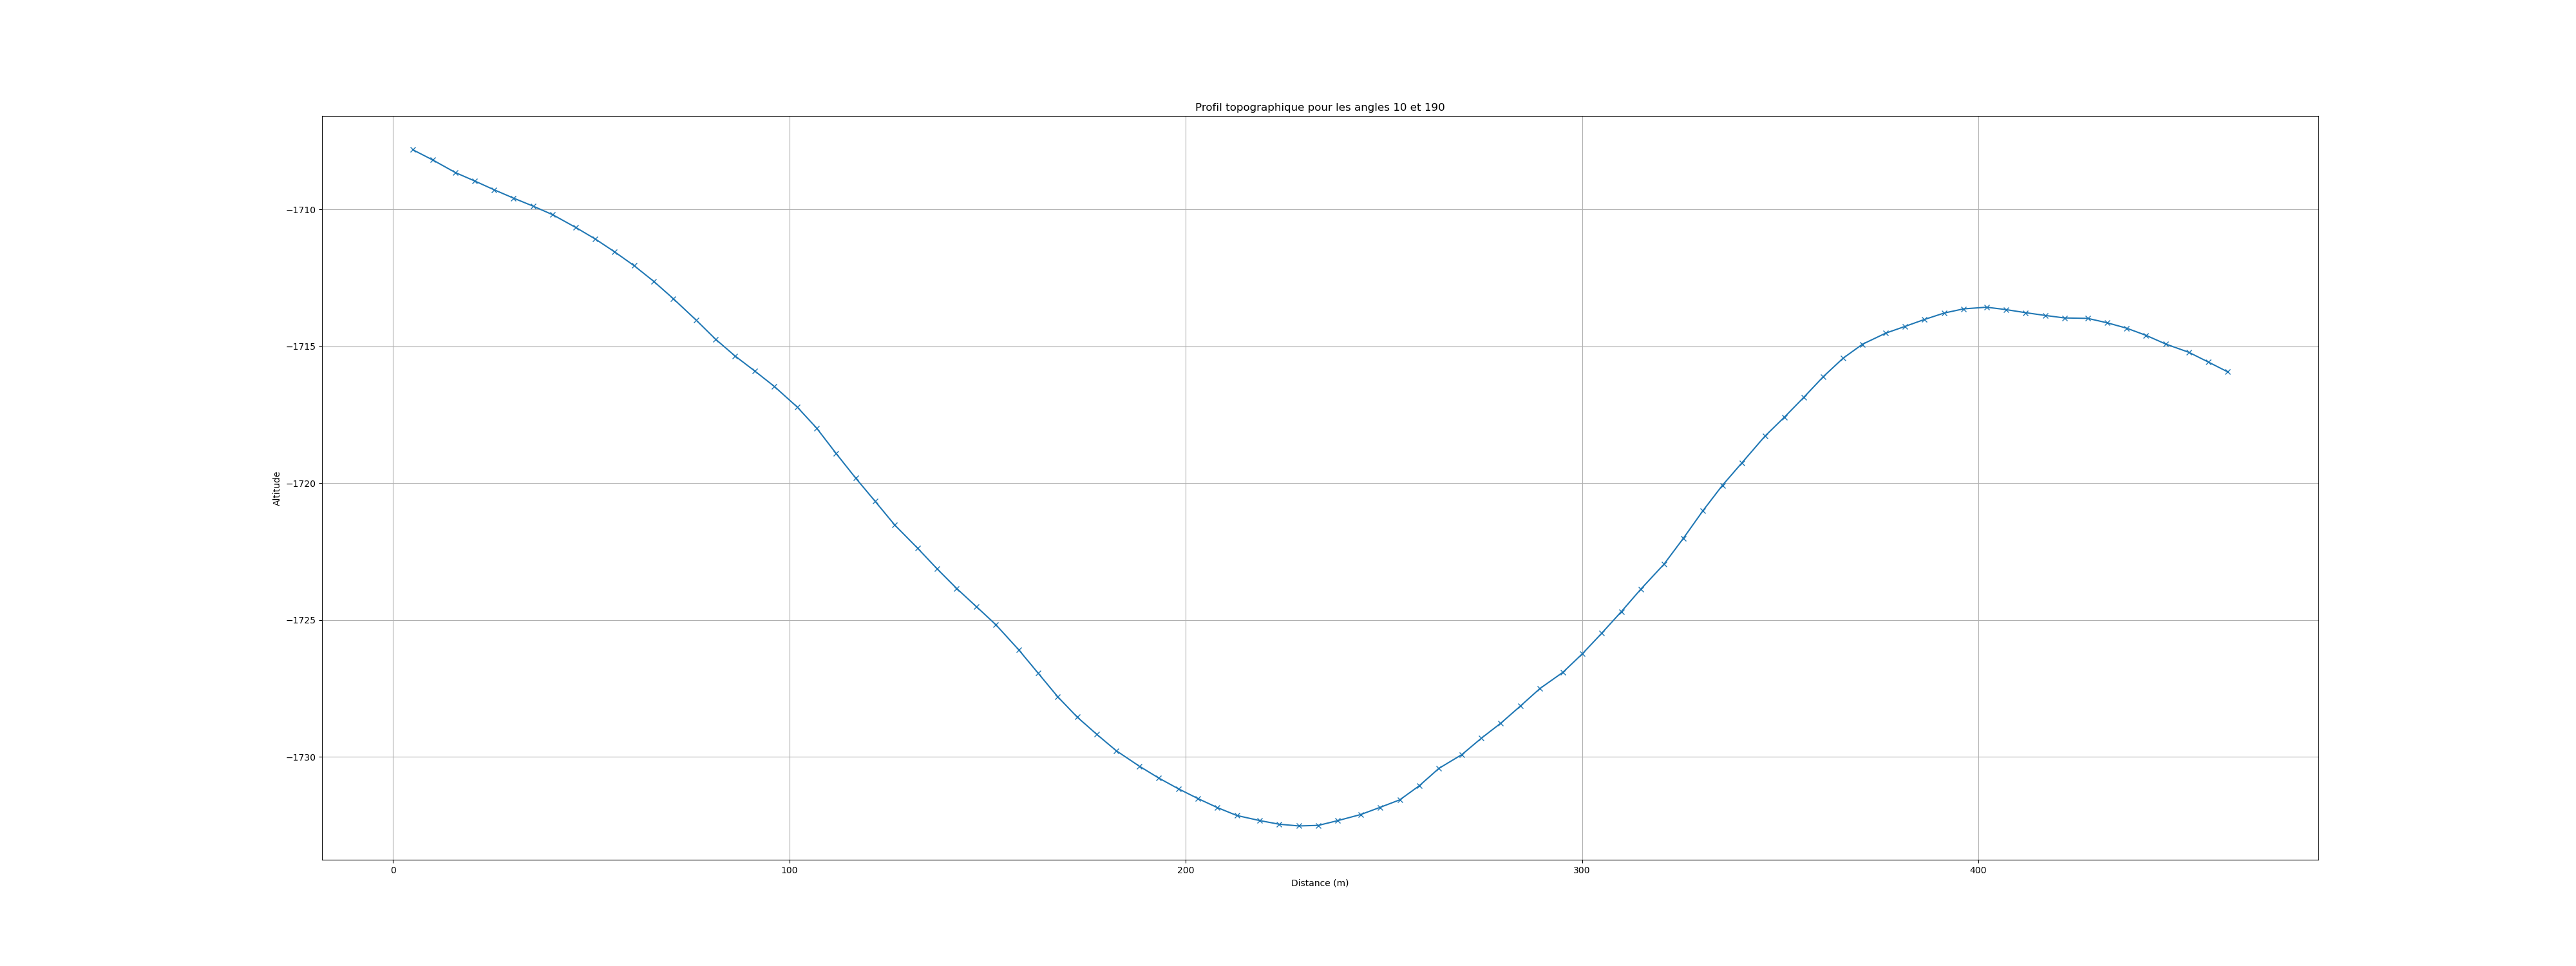 Profil topographique pour les angles 10 et 190
Altitude
−1710
−1715
−1720
−1725
−1730
0 100 200 300 400
Distance (m)